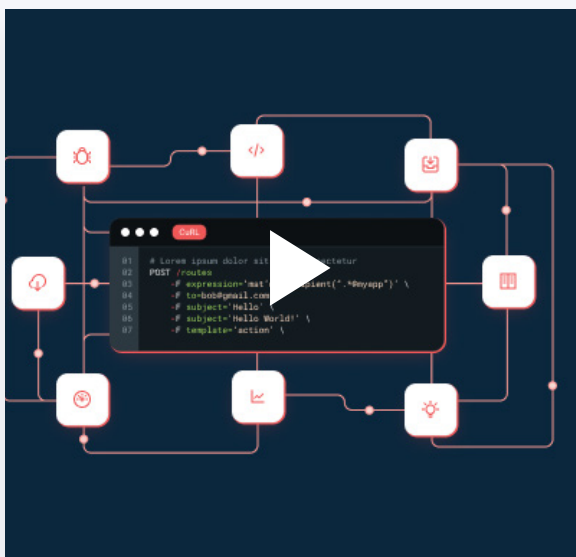 </>
CURL
01 # Lorem ipsum dolor sit ctetur
02 POST /routes
03 -F expression='mat ipient(".*@myapp")' \
04 -F to=bob@gmail.com
05 -F subject='Hello' \
06 -F subject='Hello World!' \
07 -F template='action' \